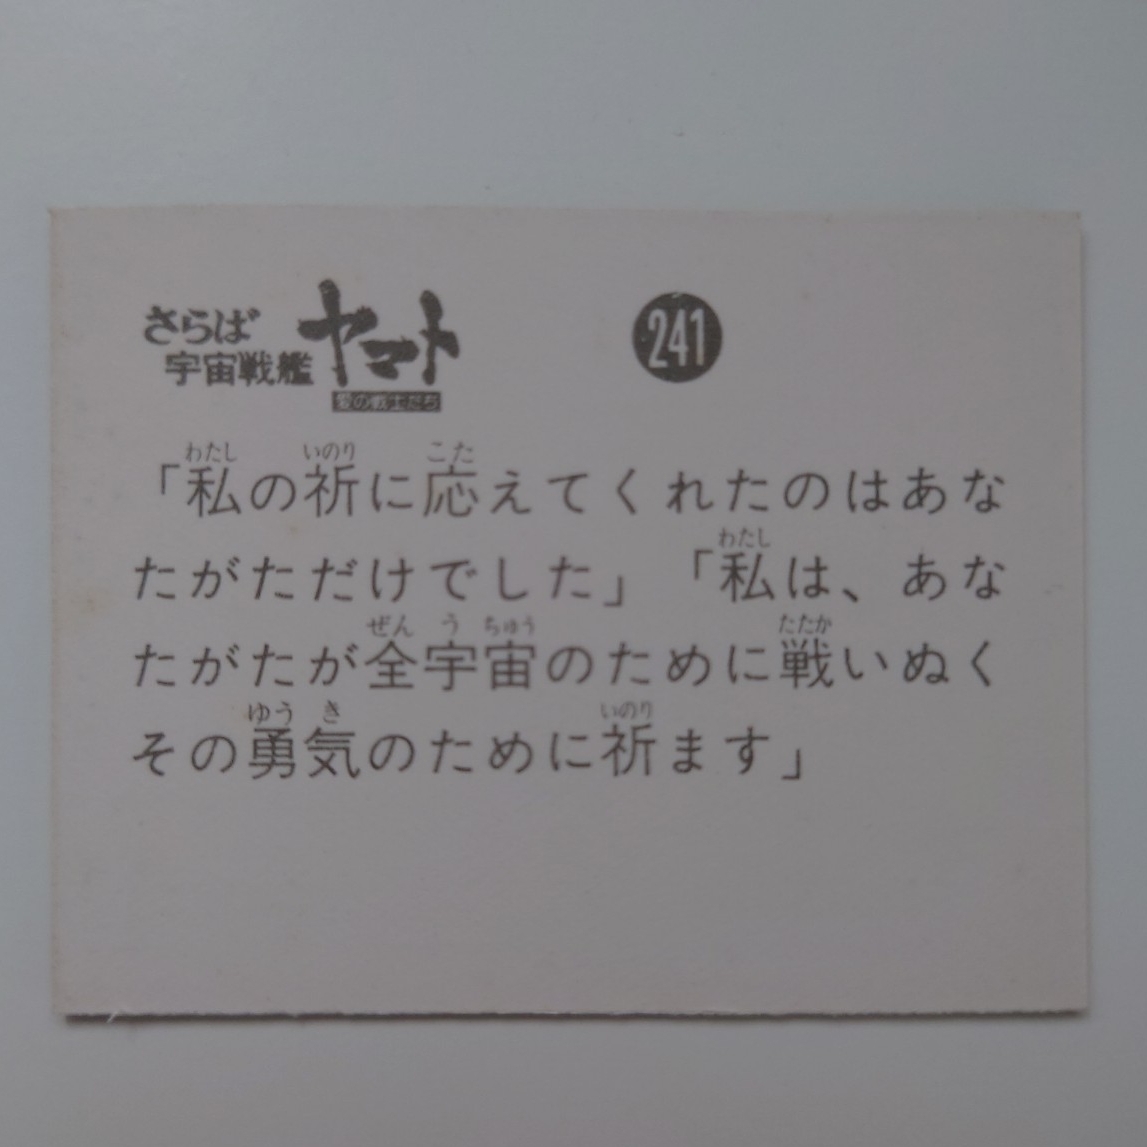 さらば
宇宙戦艦
ヤマト
愛の戦士たち
241
わたし いのり こた
「私の祈に応えてくれたのはあな
わたし
たがただけでした」「私は、あな
ぜん う ちゅう たたか
たがたが全宇宙のために戦いぬく
ゆう き いのり
その勇気のために祈ます」